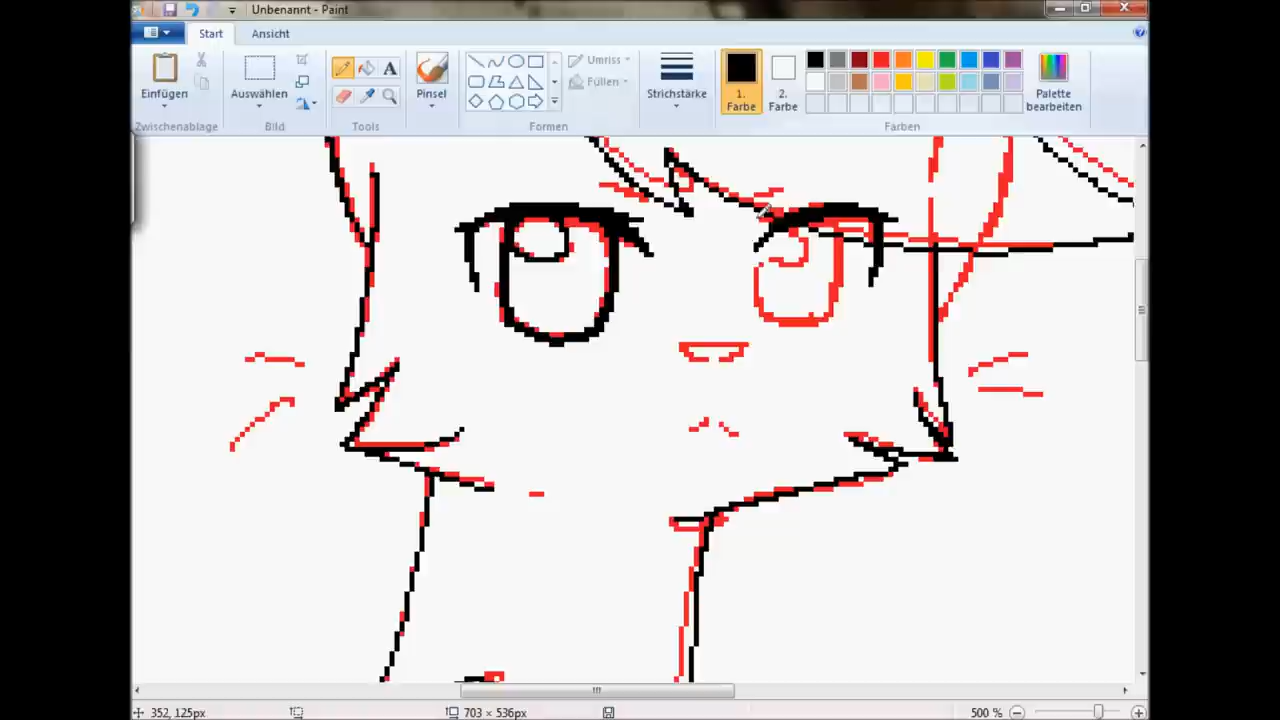 Unbenannt - Paint
Start Ansicht
Umriss
Füllen
Einfügen Auswählen Pinsel Strichstärke 1. Farbe 2. Farbe Palette bearbeiten
Zwischenablage Bild Tools Formen Farben
352, 125px 703 × 536px 500 %